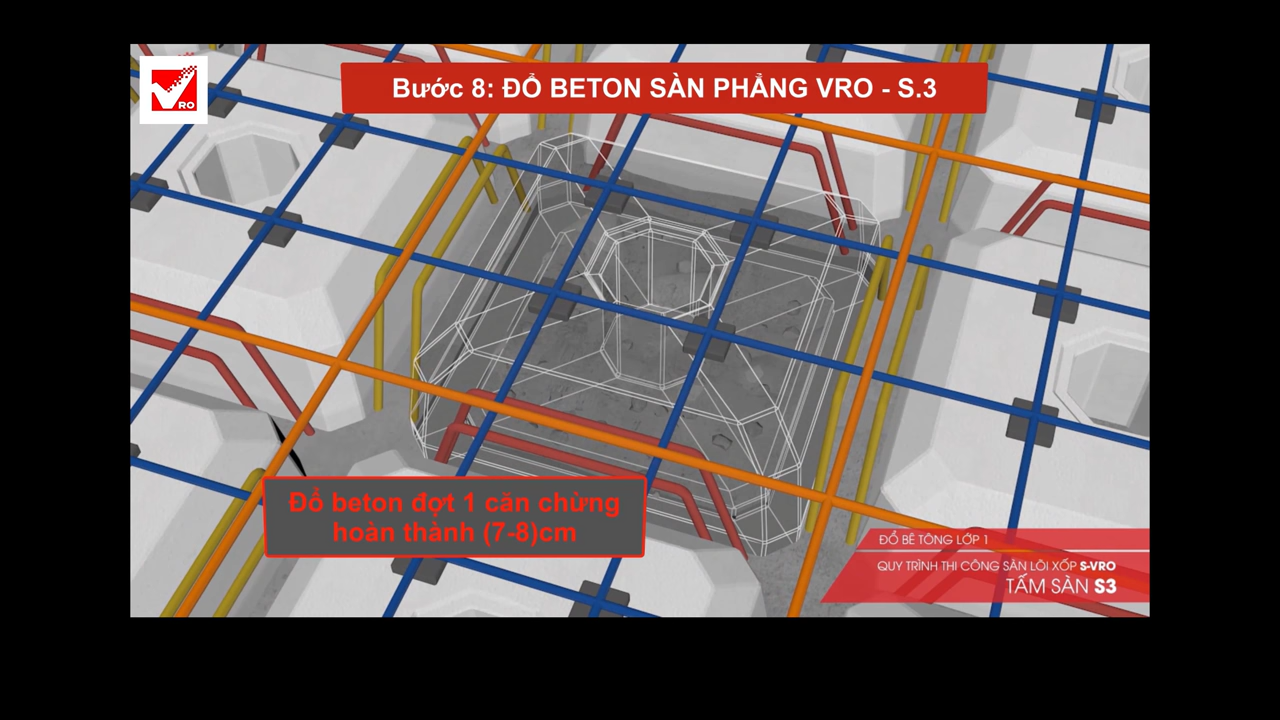 RO
Bước 8: ĐỔ BETON SÀN PHẲNG VRO - S.3
Đổ beton đợt 1 căn chừng
hoàn thành (7-8)cm
ĐỔ BÊ TÔNG LỚP 1
QUY TRÌNH THI CÔNG SÀN LÕI XỐP S-VRO
TẤM SÀN S3